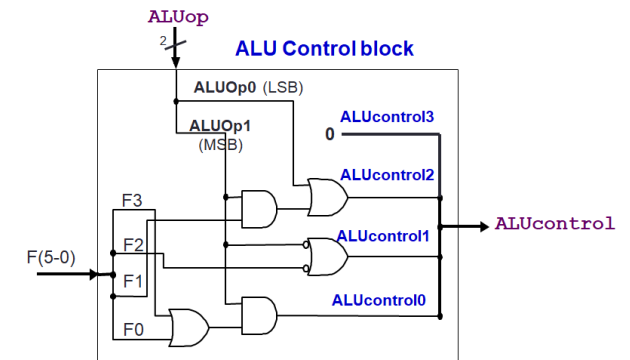 ALUop
2
ALU Control block
ALUOp0 (LSB)
ALUOp1
(MSB)
0
ALUcontrol3
ALUcontrol2
F3
ALUcontrol
F2
ALUcontrol1
F(5-0)
F1
ALUcontrol0
F0